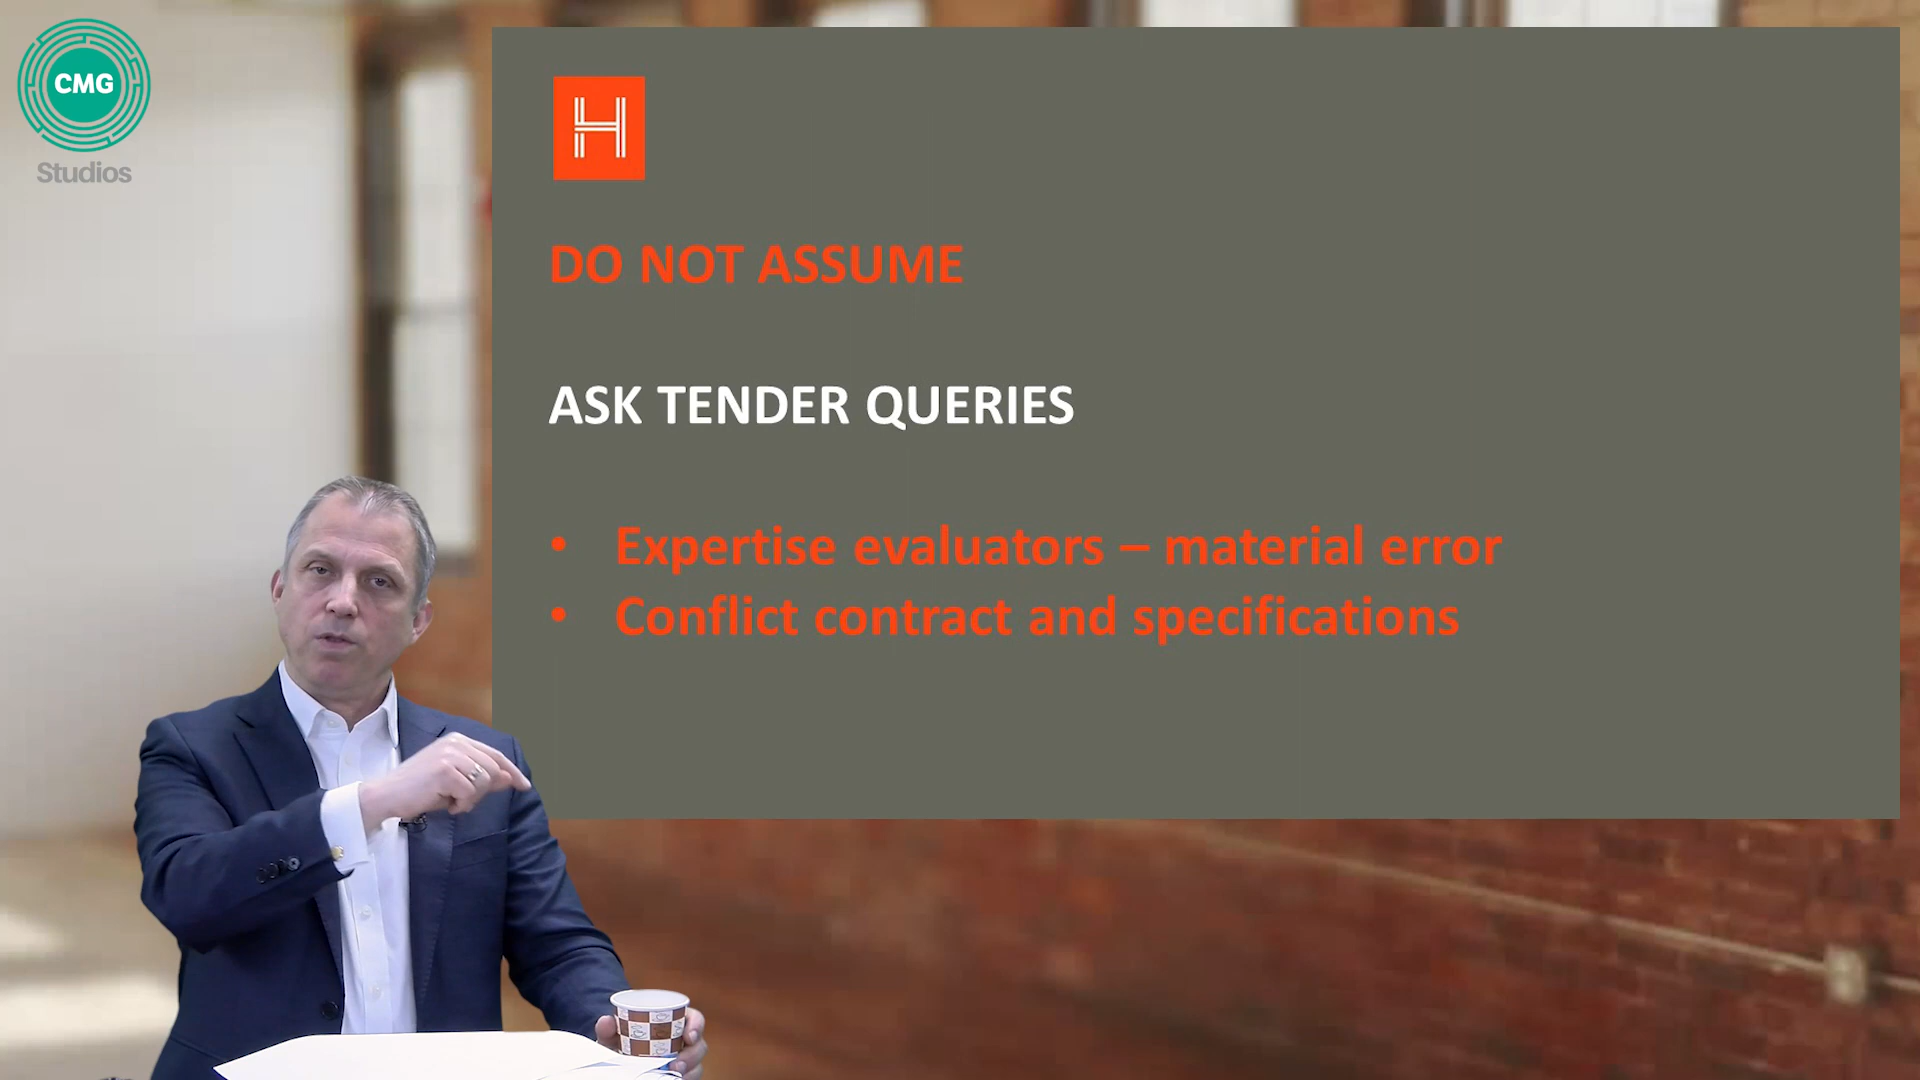 CMG
Studios
H
DO NOT ASSUME
ASK TENDER QUERIES
• Expertise evaluators – material error
• Conflict contract and specifications